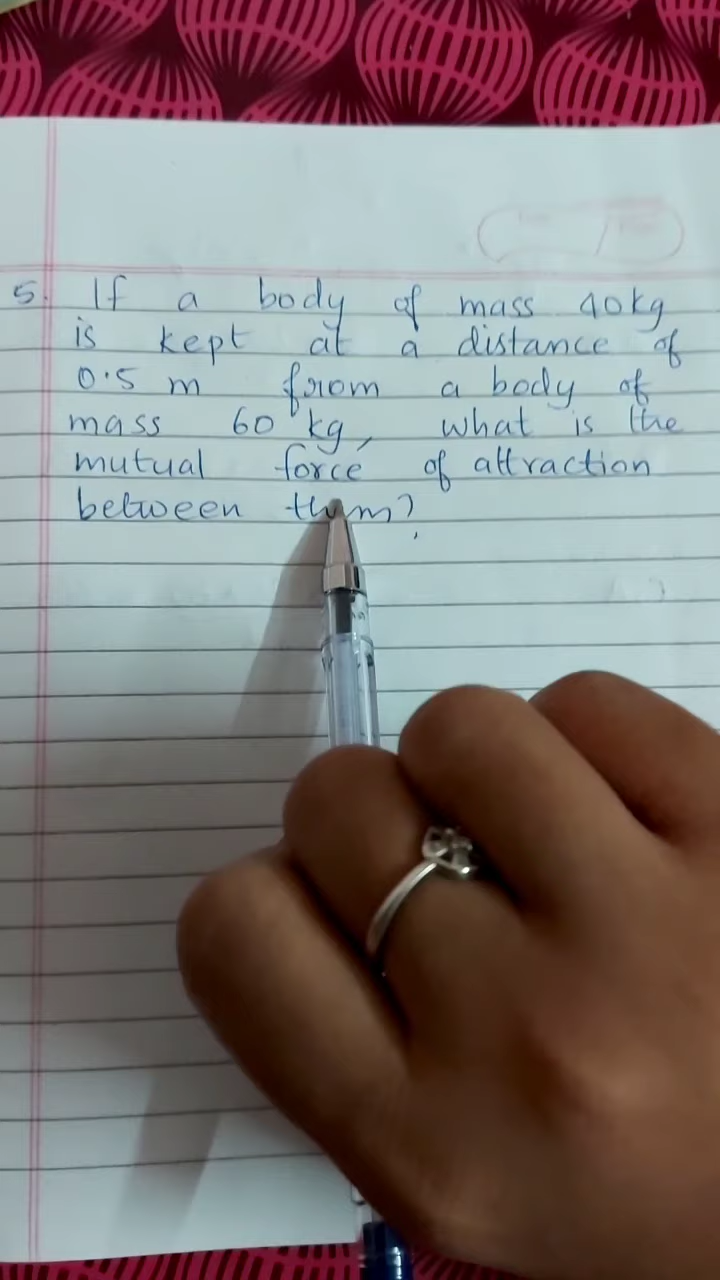 5. If a body of mass 40kg
is kept at a distance of
0.5 m from a body of
mass 60 kg, what is the
mutual force of attraction
between them?